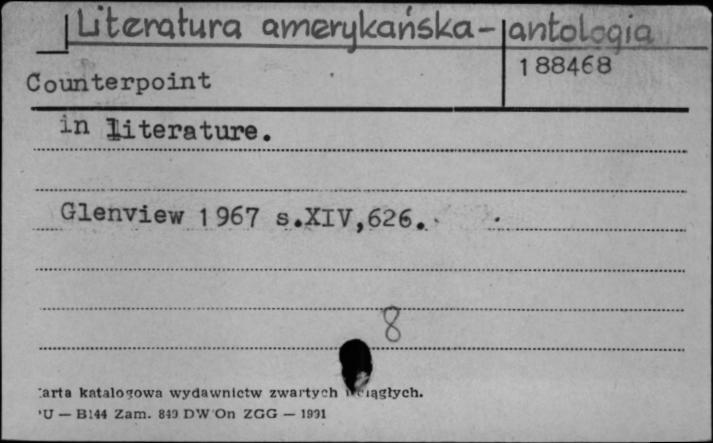 Literatura amerykańska - antologia
188468
Counterpoint
in literature.
Glenview 1967 s.XIV,626.
8
arta katalogowa wydawnictw zwartych ciągłych.
U — B144 Zam. 849 DW On ZGG — 1991